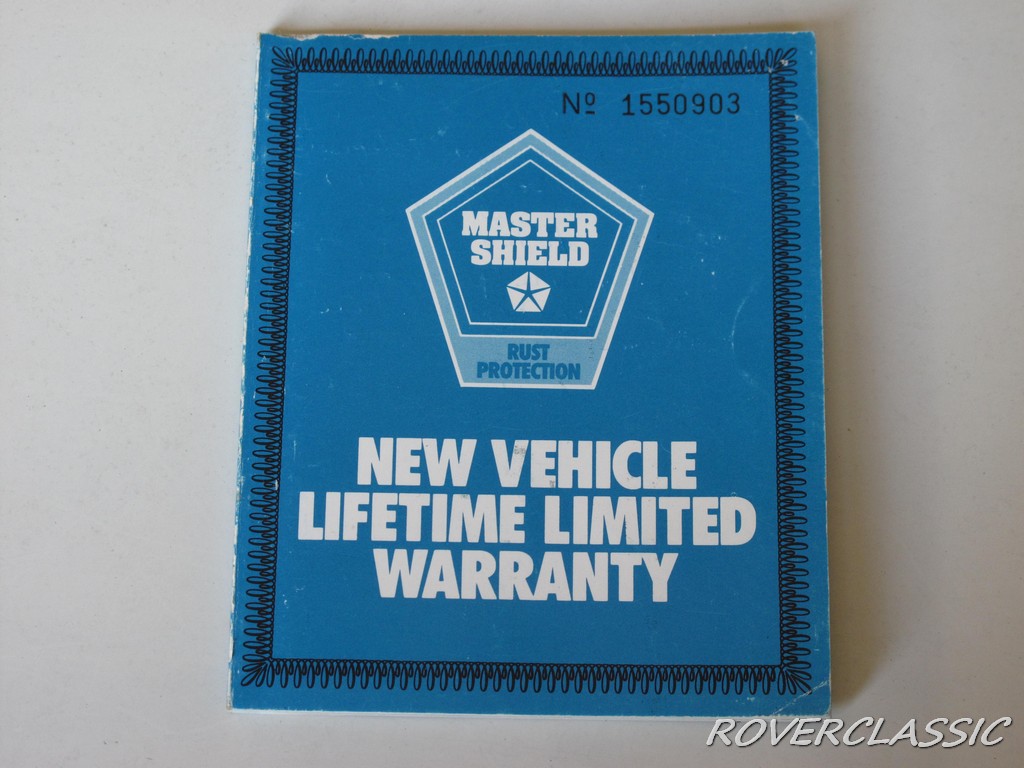 Nº 1550903
MASTER
SHIELD
RUST
PROTECTION
NEW VEHICLE
LIFETIME LIMITED
WARRANTY
ROVERCLASSIC